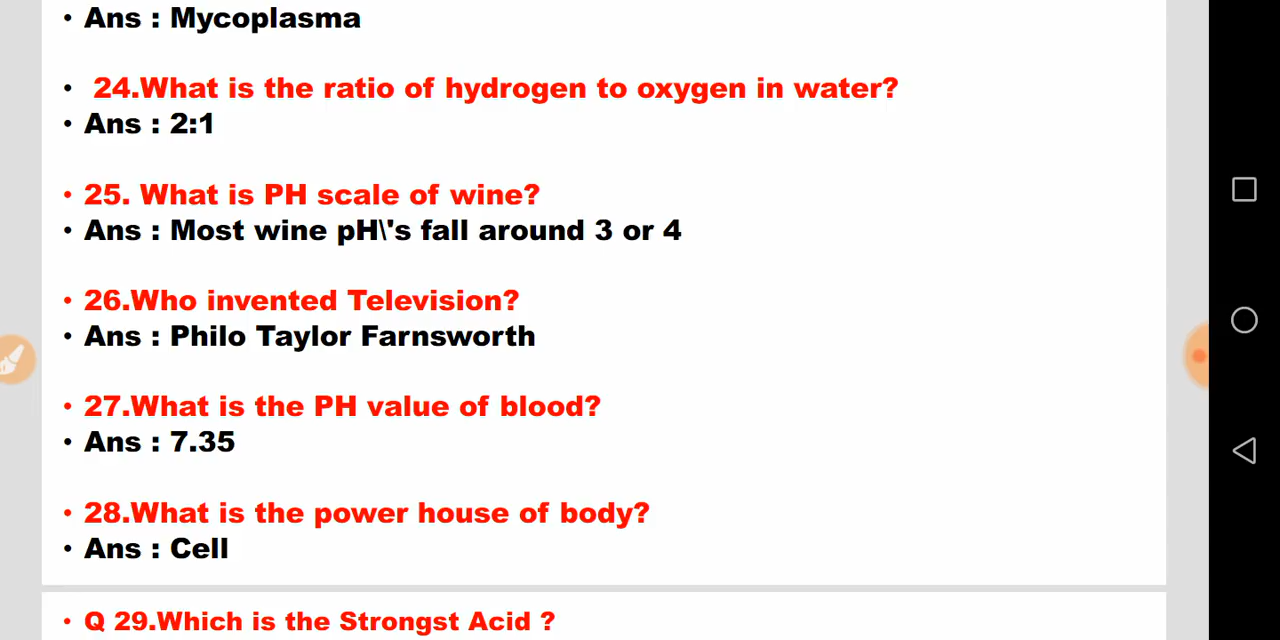 • Ans : Mycoplasma
• 24.What is the ratio of hydrogen to oxygen in water?
• Ans : 2:1
• 25. What is PH scale of wine?
• Ans : Most wine pH\'s fall around 3 or 4
• 26.Who invented Television?
• Ans : Philo Taylor Farnsworth
• 27.What is the PH value of blood?
• Ans : 7.35
• 28.What is the power house of body?
• Ans : Cell
• Q 29.Which is the Strongst Acid ?